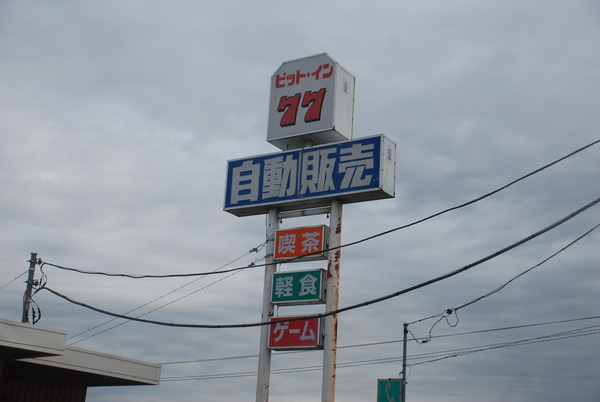 ピット・イン
77
自動販売
喫茶
軽食
ゲーム